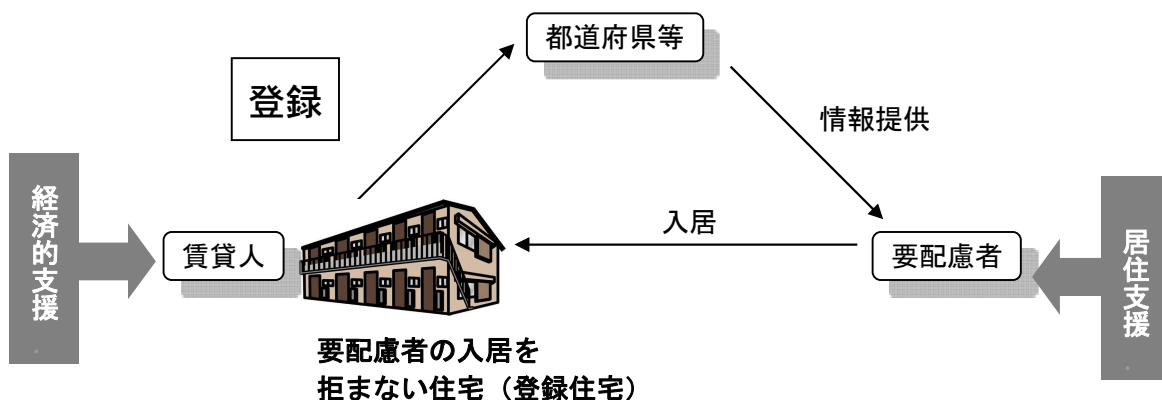 都道府県等
登録
情報提供
経済的支援
賃貸人
入居
要配慮者
居住支援
要配慮者の入居を
拒まない住宅（登録住宅）